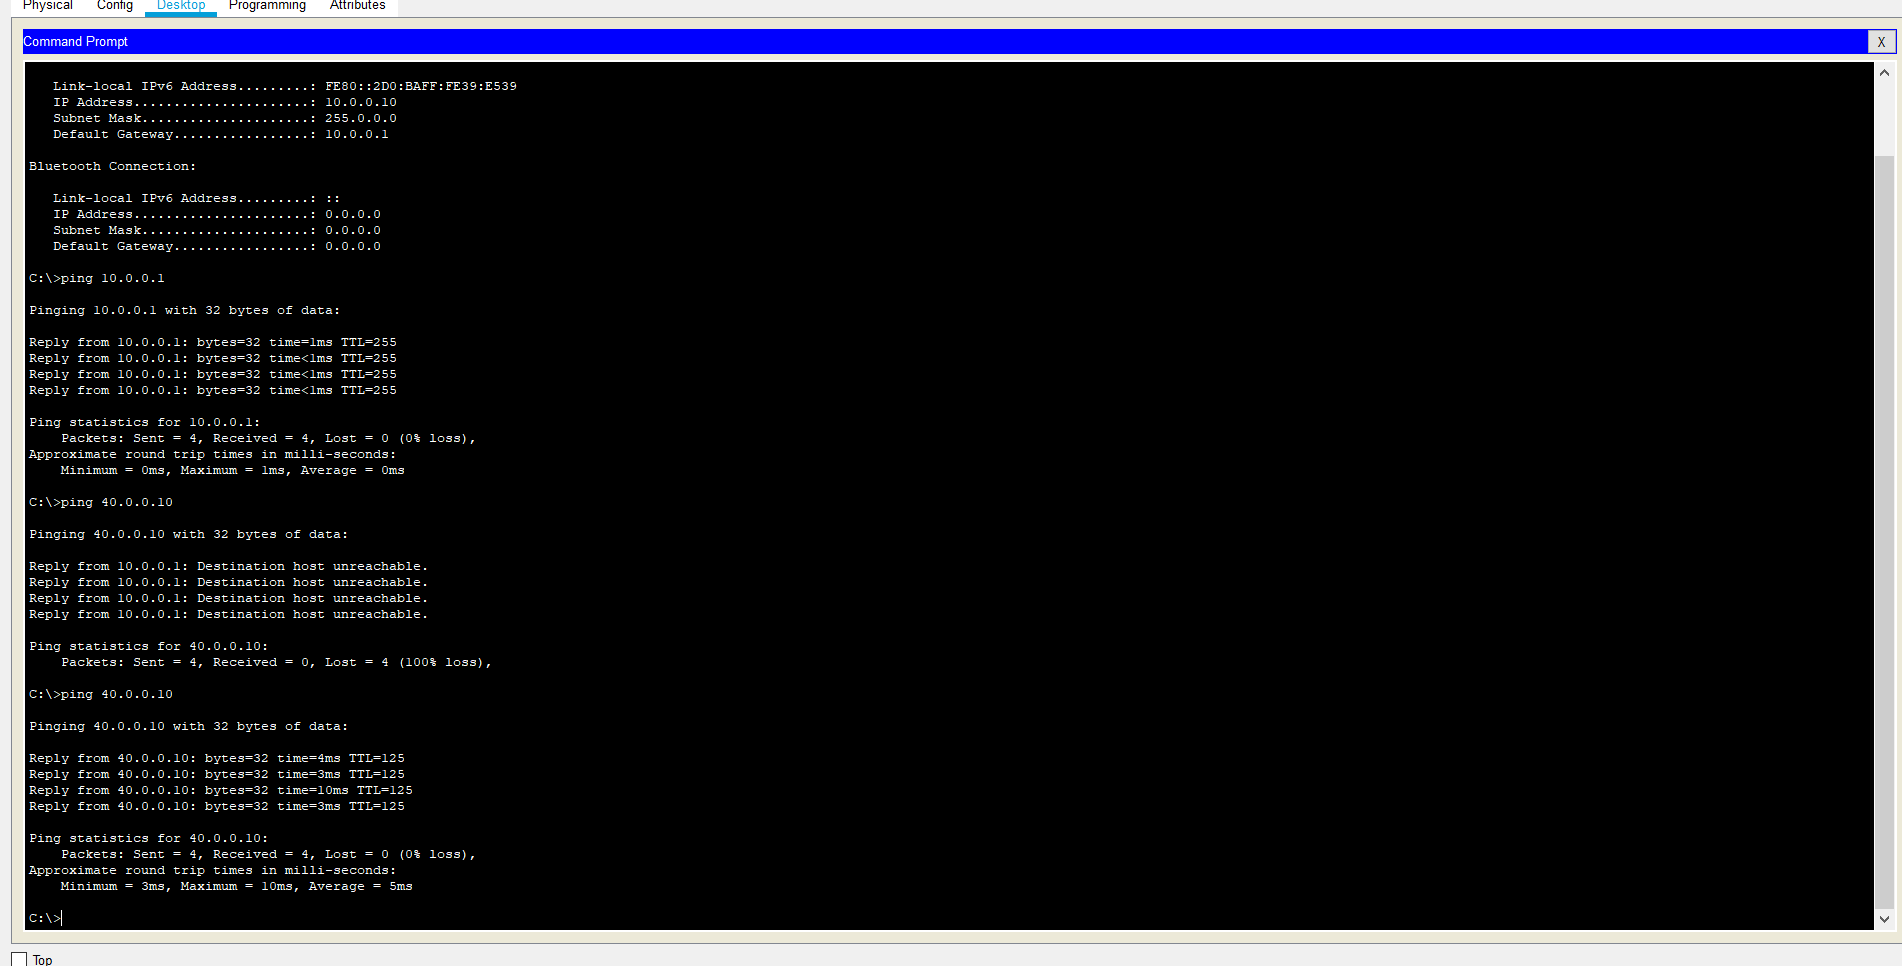 Physical Config Desktop Programming Attributes
Command Prompt
X
Link-local IPv6 Address.........: FE80::2D0:BAFF:FE39:E539
IP Address......................: 10.0.0.10
Subnet Mask.....................: 255.0.0.0
Default Gateway.................: 10.0.0.1
Bluetooth Connection:
Link-local IPv6 Address.........: ::
IP Address......................: 0.0.0.0
Subnet Mask.....................: 0.0.0.0
Default Gateway.................: 0.0.0.0
C:\>ping 10.0.0.1
Pinging 10.0.0.1 with 32 bytes of data:
Reply from 10.0.0.1: bytes=32 time=1ms TTL=255
Reply from 10.0.0.1: bytes=32 time<1ms TTL=255
Reply from 10.0.0.1: bytes=32 time<1ms TTL=255
Reply from 10.0.0.1: bytes=32 time<1ms TTL=255
Ping statistics for 10.0.0.1:
Packets: Sent = 4, Received = 4, Lost = 0 (0% loss),
Approximate round trip times in milli-seconds:
Minimum = 0ms, Maximum = 1ms, Average = 0ms
C:\>ping 40.0.0.10
Pinging 40.0.0.10 with 32 bytes of data:
Reply from 10.0.0.1: Destination host unreachable.
Reply from 10.0.0.1: Destination host unreachable.
Reply from 10.0.0.1: Destination host unreachable.
Reply from 10.0.0.1: Destination host unreachable.
Ping statistics for 40.0.0.10:
Packets: Sent = 4, Received = 0, Lost = 4 (100% loss),
C:\>ping 40.0.0.10
Pinging 40.0.0.10 with 32 bytes of data:
Reply from 40.0.0.10: bytes=32 time=4ms TTL=125
Reply from 40.0.0.10: bytes=32 time=3ms TTL=125
Reply from 40.0.0.10: bytes=32 time=10ms TTL=125
Reply from 40.0.0.10: bytes=32 time=3ms TTL=125
Ping statistics for 40.0.0.10:
Packets: Sent = 4, Received = 4, Lost = 0 (0% loss),
Approximate round trip times in milli-seconds:
Minimum = 3ms, Maximum = 10ms, Average = 5ms
C:\>
Top